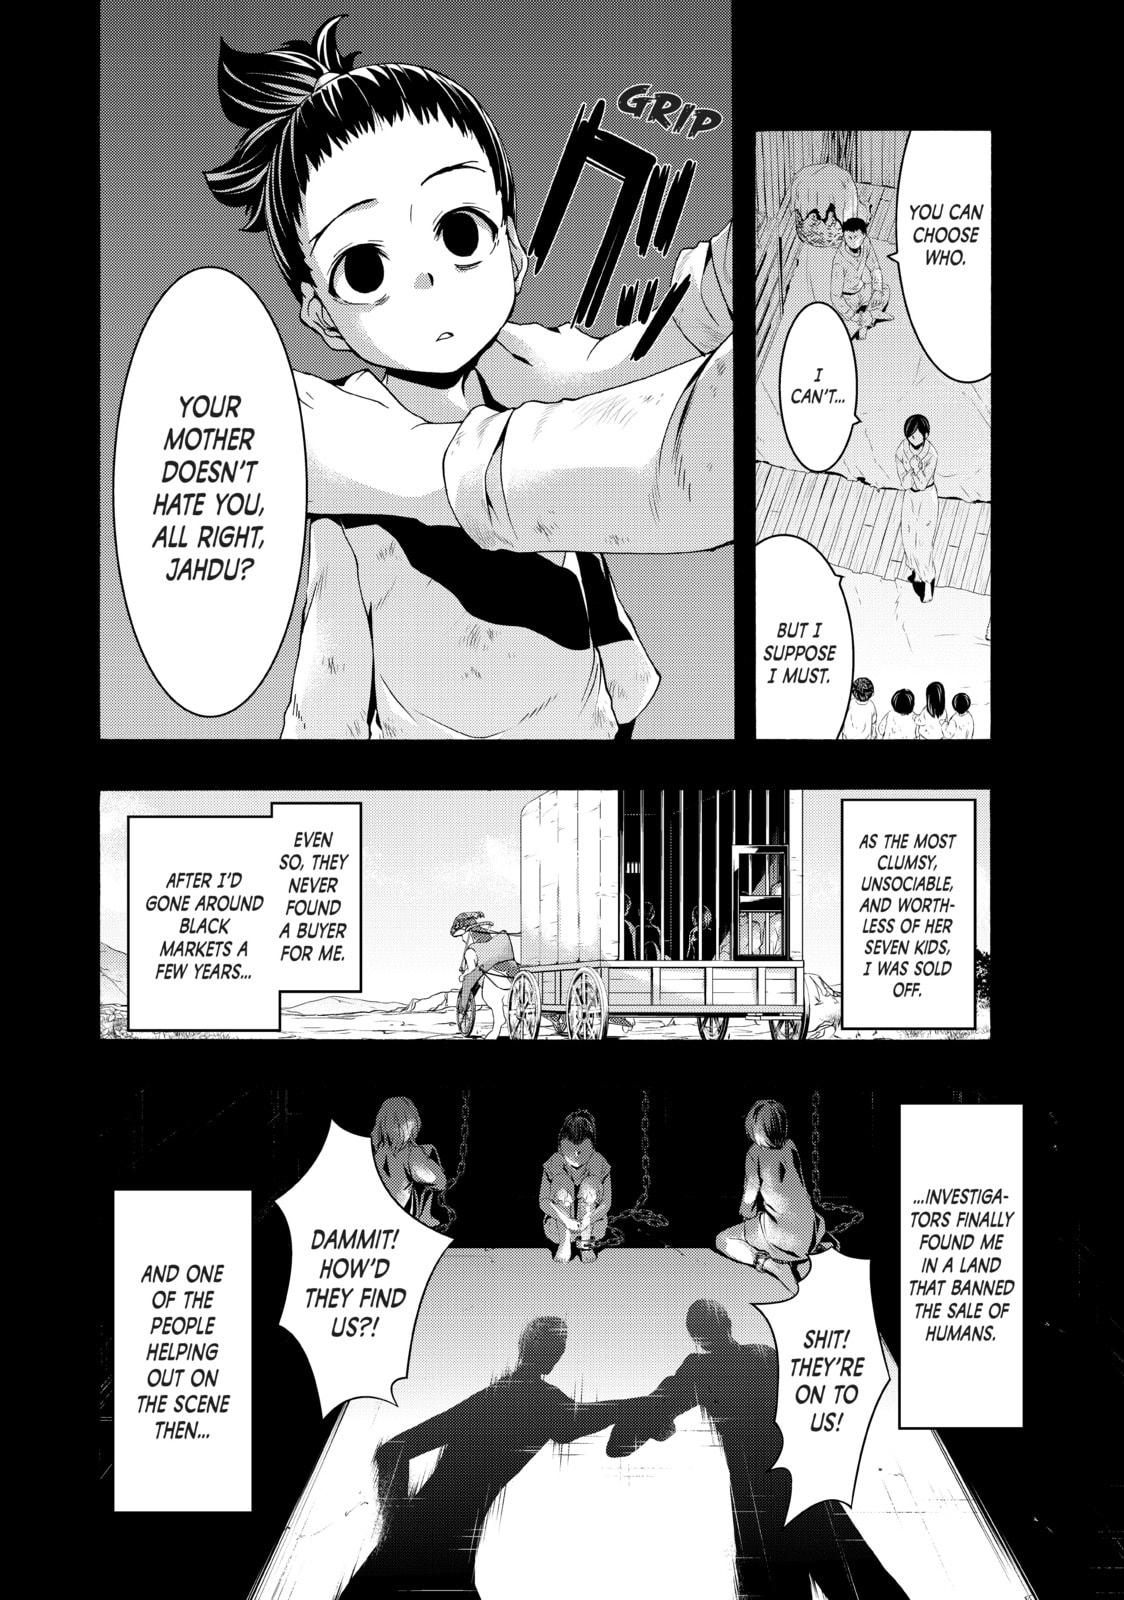 YOU CAN
CHOOSE
WHO.
I
CAN'T...
BUT I
SUPPOSE
I MUST.
GRIP
グッ
YOUR
MOTHER
DOESN'T
HATE YOU,
ALL RIGHT,
JAHDU?
AS THE MOST
CLUMSY,
UNSOCIABLE,
AND WORTH-
LESS OF HER
SEVEN KIDS,
I WAS SOLD
OFF.
EVEN
SO, THEY
NEVER
FOUND
A BUYER
FOR ME.
AFTER I'D
GONE AROUND
BLACK
MARKETS A
FEW YEARS...
...INVESTIGA-
TORS FINALLY
FOUND ME
IN A LAND
THAT BANNED
THE SALE OF
HUMANS.
SHIT!
THEY'RE
ON TO
US!
DAMMIT!
HOW'D
THEY FIND
US?!
AND ONE
OF THE
PEOPLE
HELPING
OUT ON
THE SCENE
THEN...